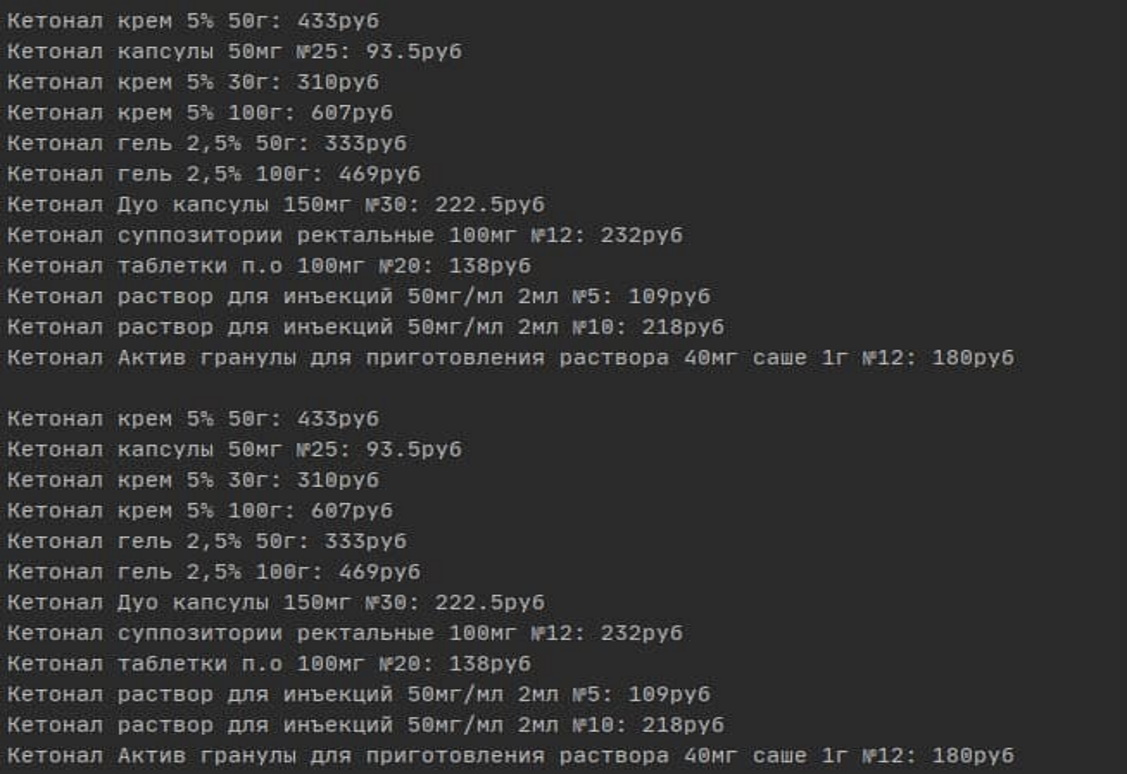 Кетонал крем 5% 50г: 433руб
Кетонал капсулы 50мг №25: 93.5руб
Кетонал крем 5% 30г: 310руб
Кетонал крем 5% 100г: 607руб
Кетонал гель 2,5% 50г: 333руб
Кетонал гель 2,5% 100г: 469руб
Кетонал Дуо капсулы 150мг №30: 222.5руб
Кетонал суппозитории ректальные 100мг №12: 232руб
Кетонал таблетки п.о 100мг №20: 138руб
Кетонал раствор для инъекций 50мг/мл 2мл №5: 109руб
Кетонал раствор для инъекций 50мг/мл 2мл №10: 218руб
Кетонал Актив гранулы для приготовления раствора 40мг саше 1г №12: 180руб
Кетонал крем 5% 50г: 433руб
Кетонал капсулы 50мг №25: 93.5руб
Кетонал крем 5% 30г: 310руб
Кетонал крем 5% 100г: 607руб
Кетонал гель 2,5% 50г: 333руб
Кетонал гель 2,5% 100г: 469руб
Кетонал Дуо капсулы 150мг №30: 222.5руб
Кетонал суппозитории ректальные 100мг №12: 232руб
Кетонал таблетки п.о 100мг №20: 138руб
Кетонал раствор для инъекций 50мг/мл 2мл №5: 109руб
Кетонал раствор для инъекций 50мг/мл 2мл №10: 218руб
Кетонал Актив гранулы для приготовления раствора 40мг саше 1г №12: 180руб